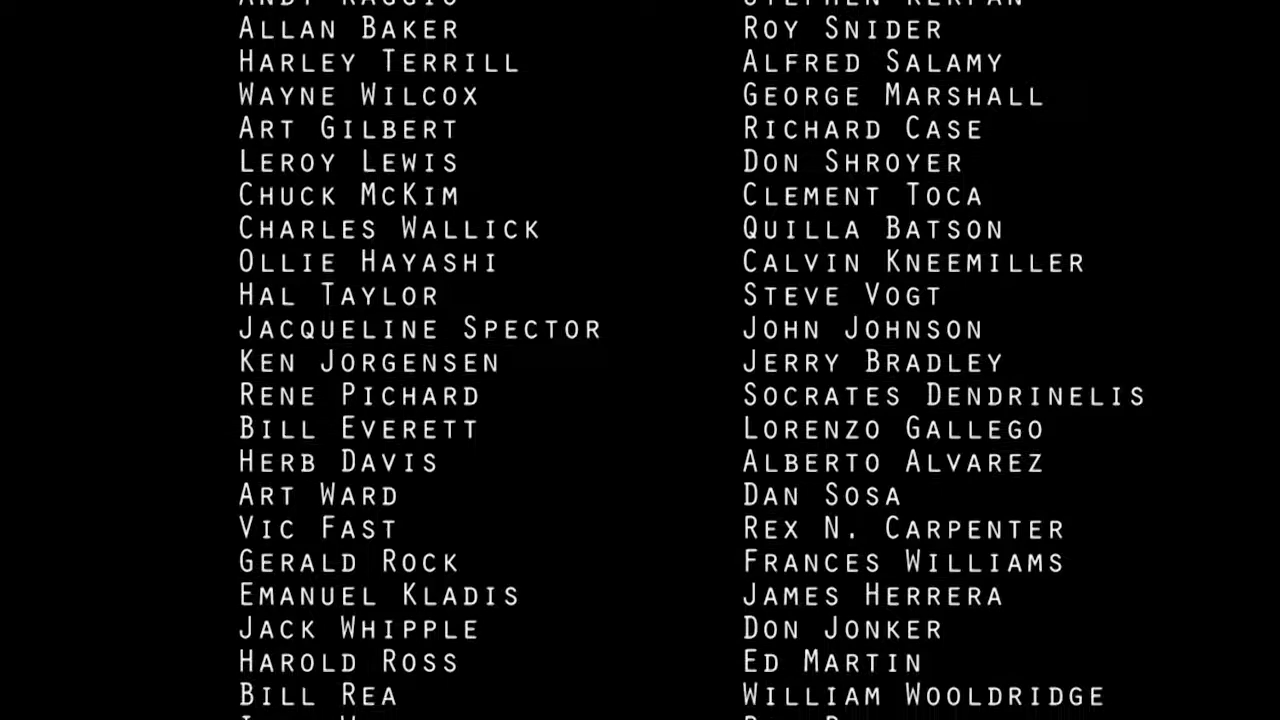 Allan Baker
Harley Terrill
Wayne Wilcox
Art Gilbert
Leroy Lewis
Chuck McKim
Charles Wallick
Ollie Hayashi
Hal Taylor
Jacqueline Spector
Ken Jorgensen
Rene Pichard
Bill Everett
Herb Davis
Art Ward
Vic Fast
Gerald Rock
Emanuel Kladis
Jack Whipple
Harold Ross
Bill Rea
Roy Snider
Alfred Salamy
George Marshall
Richard Case
Don Shroyer
Clement Toca
Quilla Batson
Calvin Kneemiller
Steve Vogt
John Johnson
Jerry Bradley
Socrates Dendrinelis
Lorenzo Gallego
Alberto Alvarez
Dan Sosa
Rex N. Carpenter
Frances Williams
James Herrera
Don Jonker
Ed Martin
William Wooldridge